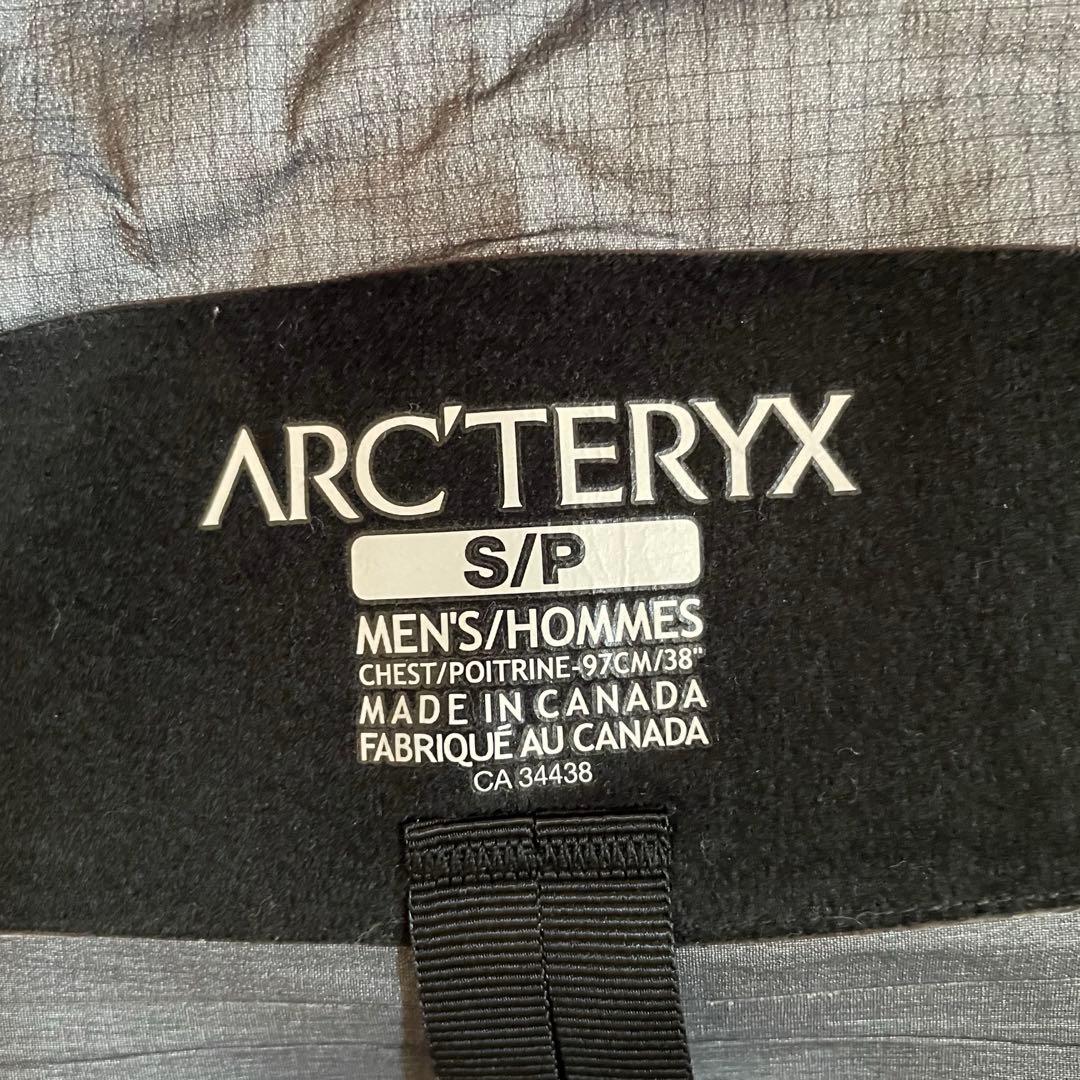 ARC'TERYX
S/P
MEN'S/HOMMES
CHEST/POITRINE-97CM/38"
MADE IN CANADA
FABRIQUÉ AU CANADA
CA 34438